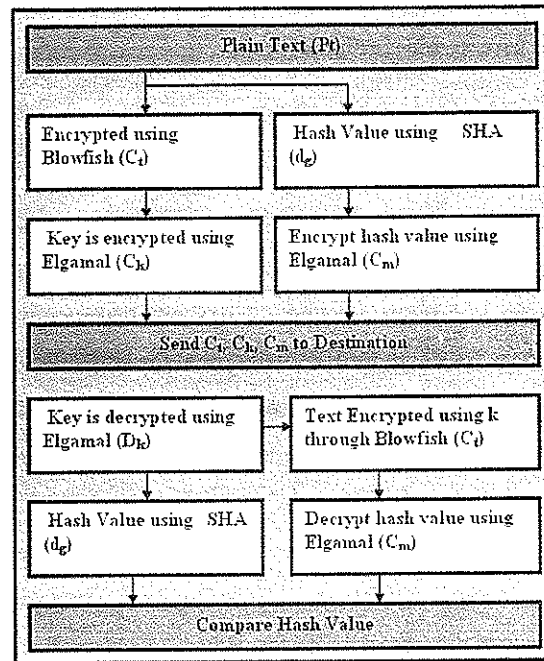 Plain Text (Pt)
Encrypted using
Blowfish (Ct)
Hash Value using SHA
(dg)
Key is encrypted using
Elgamal (Ck)
Encrypt hash value using
Elgamal (Cm)
Send Ct, Ck, Cm to Destination
Key is decrypted using
Elgamal (Dk)
Text Encrypted using k
through Blowfish (Ct)
Hash Value using SHA
(dg)
Decrypt hash value using
Elgamal (Cm)
Compare Hash Value